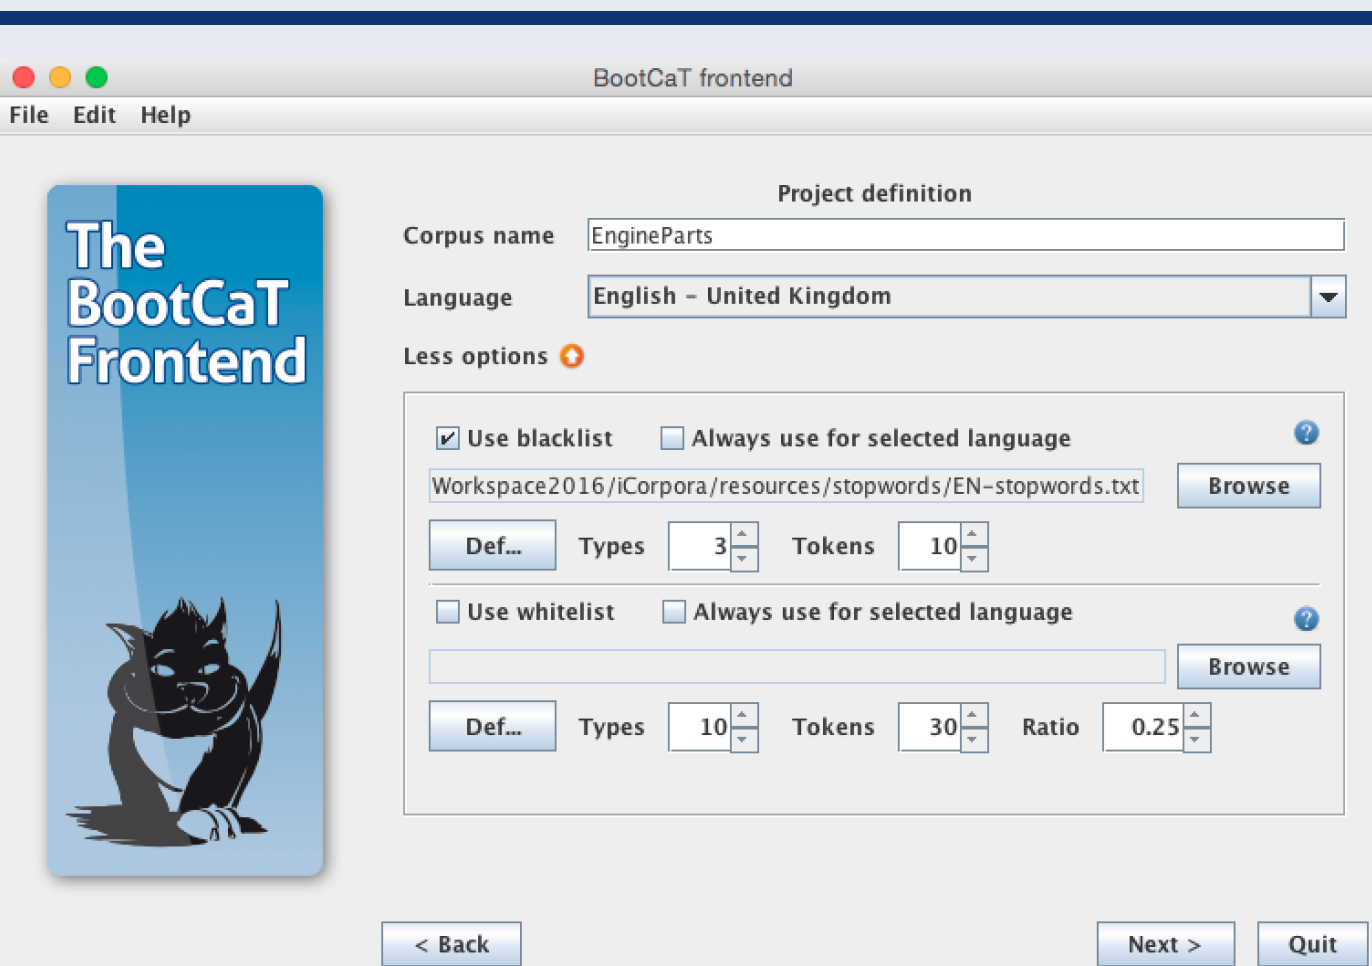 BootCaT frontend
File Edit Help
The
BootCaT
Frontend
Project definition
Corpus name EngineParts
Language English – United Kingdom
Less options
Use blacklist Always use for selected language
Workspace2016/iCorpora/resources/stopwords/EN-stopwords.txt Browse
Def... Types 3 Tokens 10
Use whitelist Always use for selected language
Browse
Def... Types 10 Tokens 30 Ratio 0.25
< Back Next > Quit